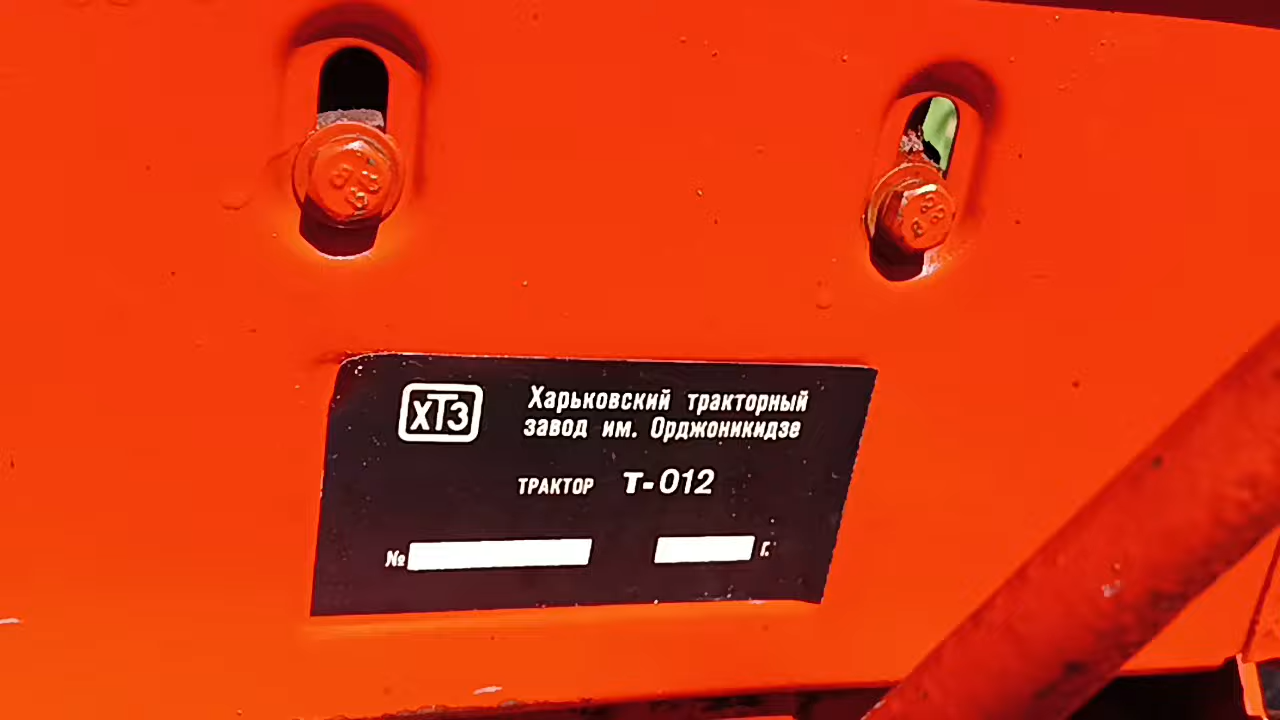 ХТЗ
Харьковский тракторный
завод им. Орджоникидзе
ТРАКТОР Т-012
№ г.